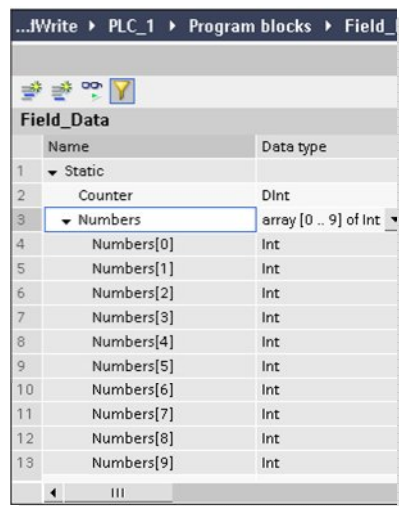 ...!Write ▸ PLC_1 ▸ Program blocks ▸ Field_
Field_Data
Name Data type
1 Static
2 Counter DInt
3 Numbers array [0 .. 9] of Int
4 Numbers[0] Int
5 Numbers[1] Int
6 Numbers[2] Int
7 Numbers[3] Int
8 Numbers[4] Int
9 Numbers[5] Int
10 Numbers[6] Int
11 Numbers[7] Int
12 Numbers[8] Int
13 Numbers[9] Int